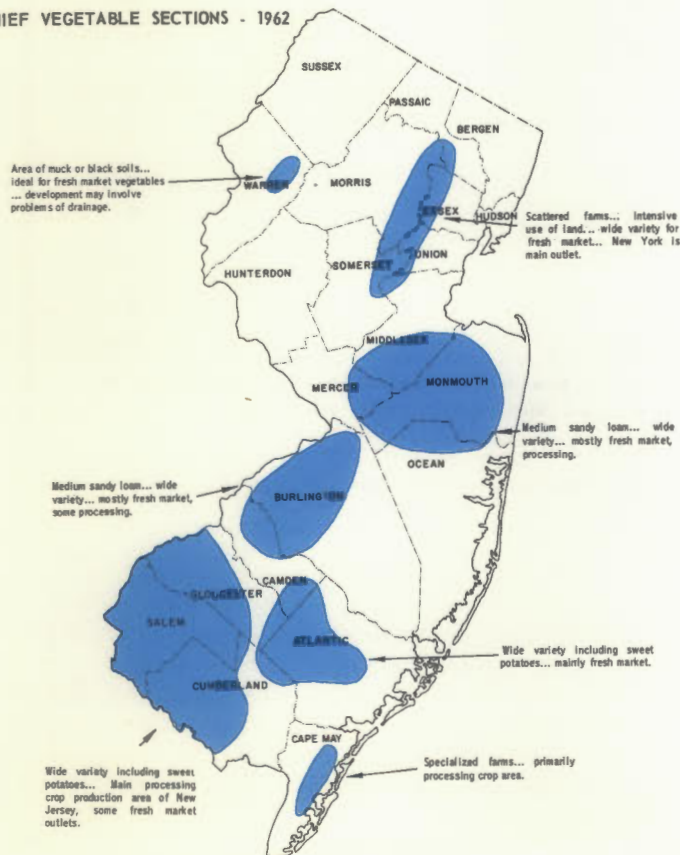 HIEF VEGETABLE SECTIONS - 1962
SUSSEX
PASSAIC
BERGEN
Area of muck or black soils...
ideal for fresh market vegetables
... development may involve
problems of drainage.
WARREN
MORRIS
ESSEX
HUDSON
Scattered farms... intensive
use of land... wide variety for
fresh market... New York is
main outlet.
UNION
SOMERSET
HUNTERDON
MIDDLESEX
MERCER
MONMOUTH
Medium sandy loam... wide
variety... mostly fresh market,
processing.
OCEAN
Medium sandy loam... wide
variety... mostly fresh market,
some processing.
BURLINGTON
CAMDEN
GLOUCESTER
SALEM
ATLANTIC
Wide variety including sweet
potatoes... mainly fresh market.
CUMBERLAND
CAPE MAY
Specialized farms... primarily
processing crop area.
Wide variety including sweet
potatoes... Main processing
crop production area of New
Jersey, some fresh market
outlets.